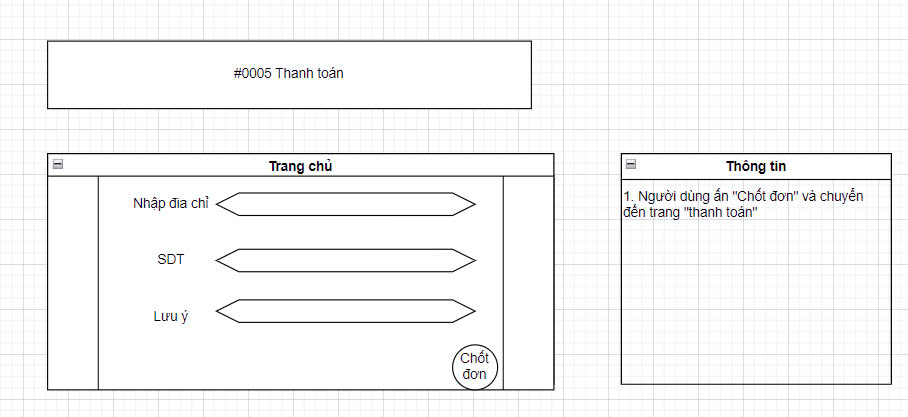 #0005 Thanh toán
Trang chủ
Nhập đia chỉ
SDT
Lưu ý
Chốt
đơn
Thông tin
1. Người dùng ấn "Chốt đơn" và chuyển
đến trang "thanh toán"